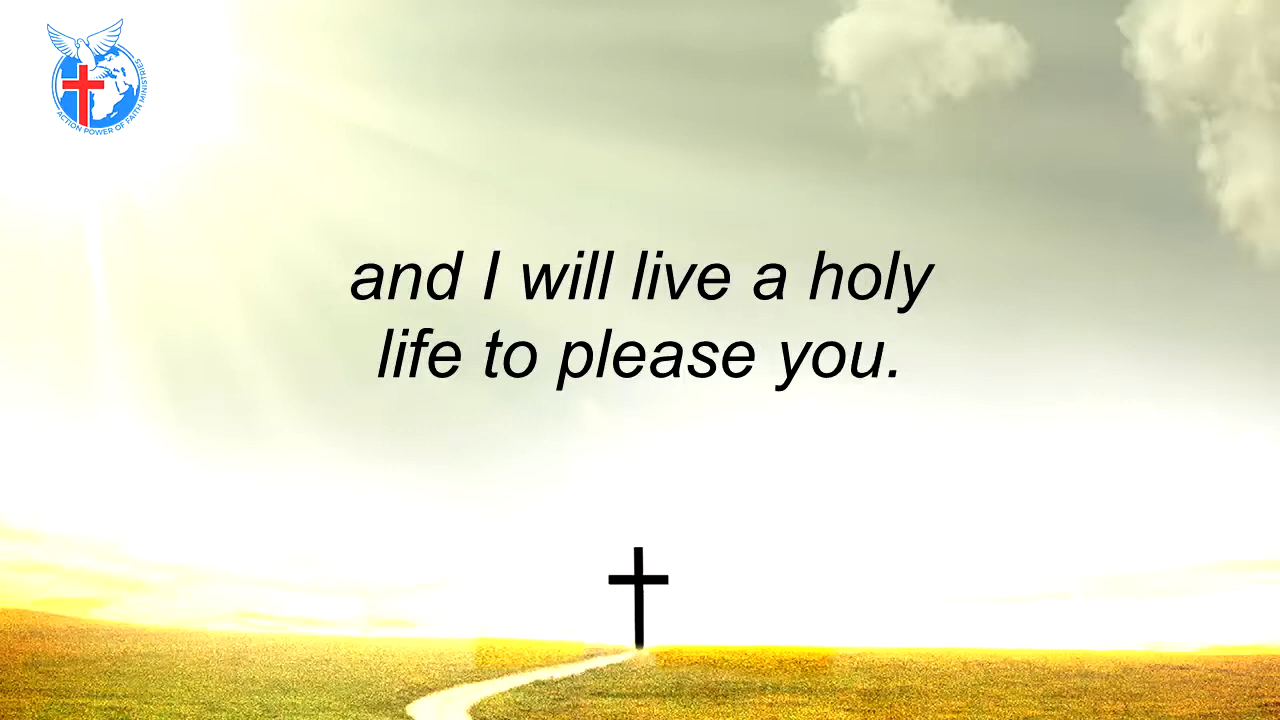 ACTION POWER OF FAITH MINISTRIES
and I will live a holy
life to please you.